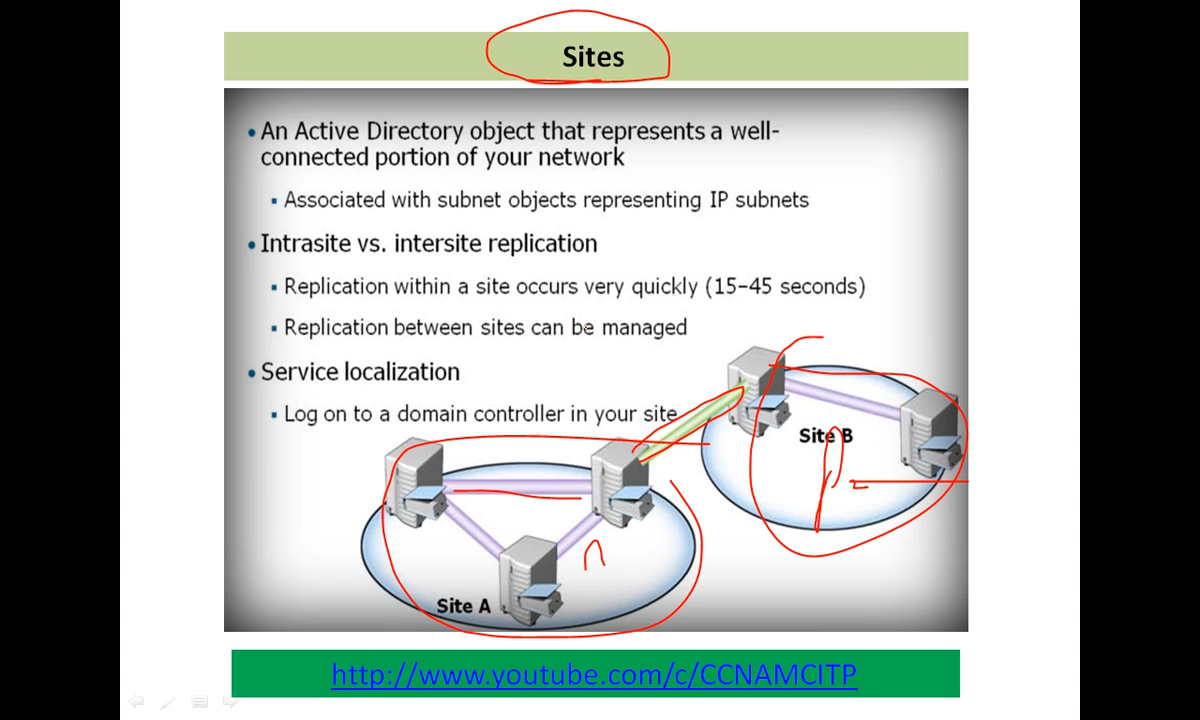 Sites
• An Active Directory object that represents a well-
connected portion of your network
▪ Associated with subnet objects representing IP subnets
• Intrasite vs. intersite replication
▪ Replication within a site occurs very quickly (15–45 seconds)
▪ Replication between sites can be managed
• Service localization
▪ Log on to a domain controller in your site
Site B
Site A
http://www.youtube.com/c/CCNAMCITP